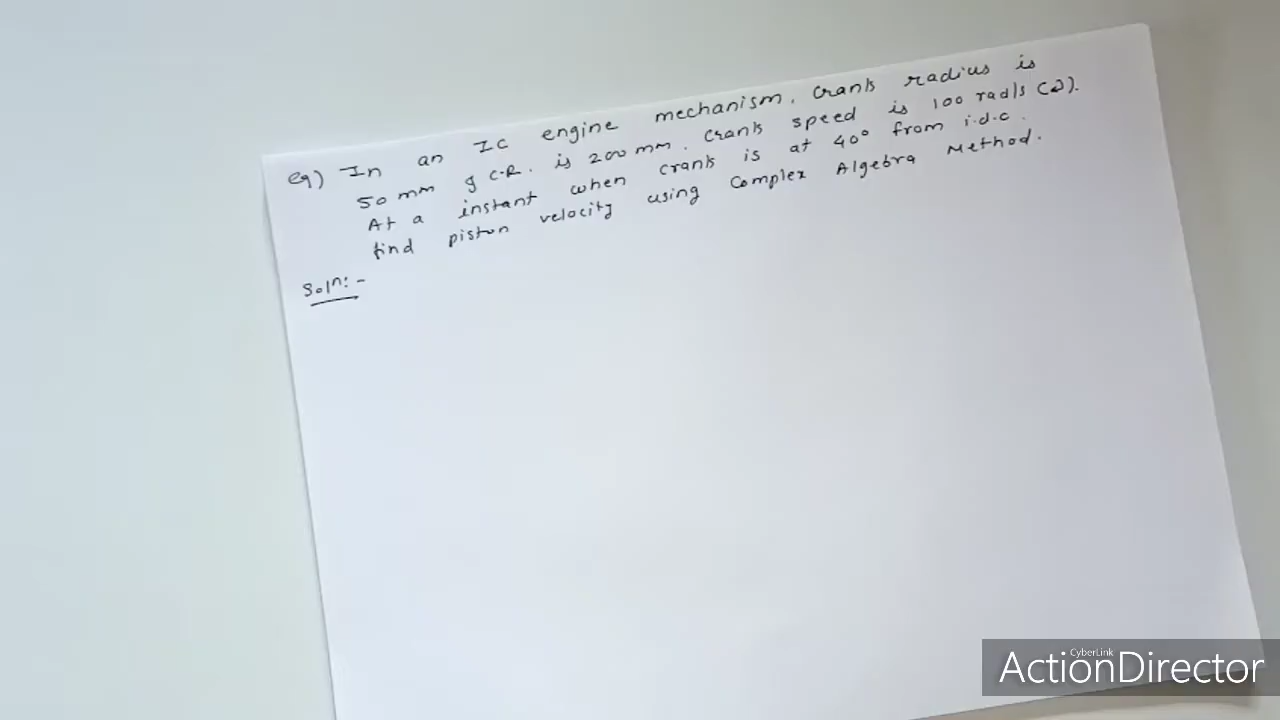 eg) In an IC engine mechanism, Crank radius is
50 mm & C.R. is 200 mm. Crank speed is 100 rad/s (2).
At a instant when crank is at 40° from i.d.c.
find piston velocity using Complex Algebra Method.
Soln:-
CyberLink
ActionDirector